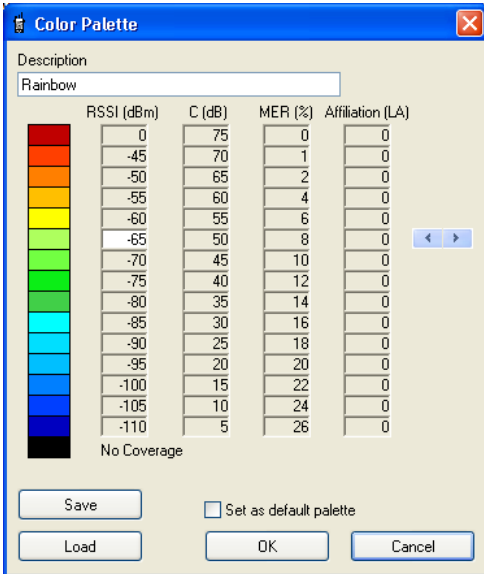 Color Palette
Description
Rainbow
RSSI (dBm) C (dB) MER (%) Affiliation (LA)
0 75 0 0
-45 70 1 0
-50 65 2 0
-55 60 4 0
-60 55 6 0
-65 50 8 0
-70 45 10 0
-75 40 12 0
-80 35 14 0
-85 30 16 0
-90 25 18 0
-95 20 20 0
-100 15 22 0
-105 10 24 0
-110 5 26 0
No Coverage
Save
Set as default palette
Load OK Cancel